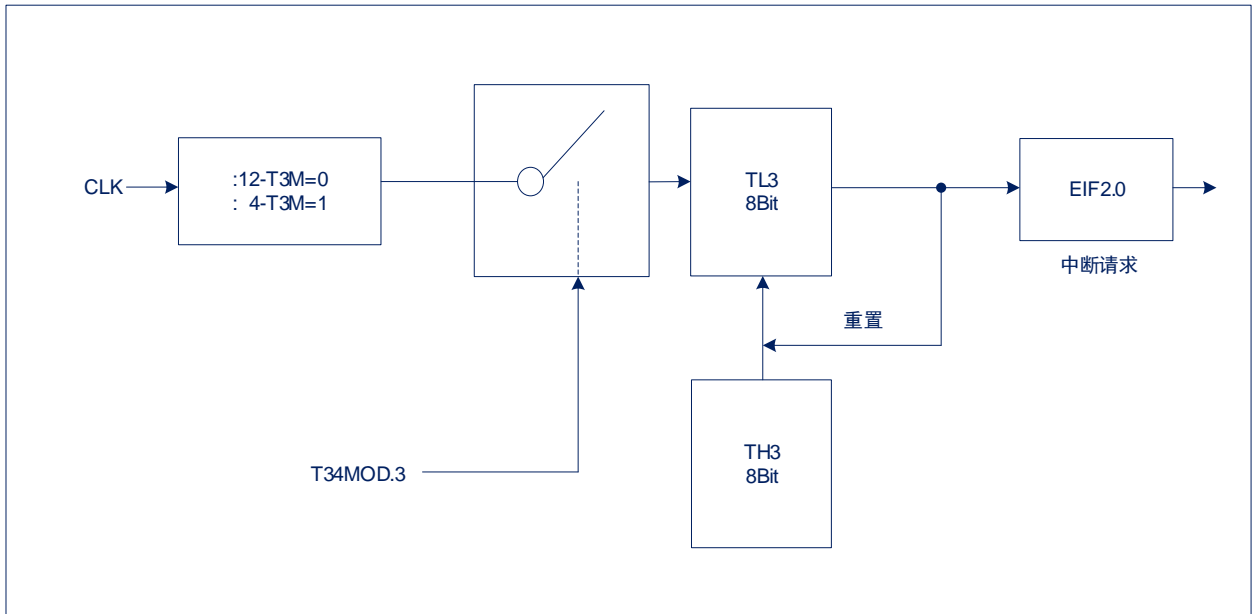 CLK
:12-T3M=0
: 4-T3M=1
TL3
8Bit
EIF2.0
中断请求
重置
TH3
8Bit
T34MOD.3